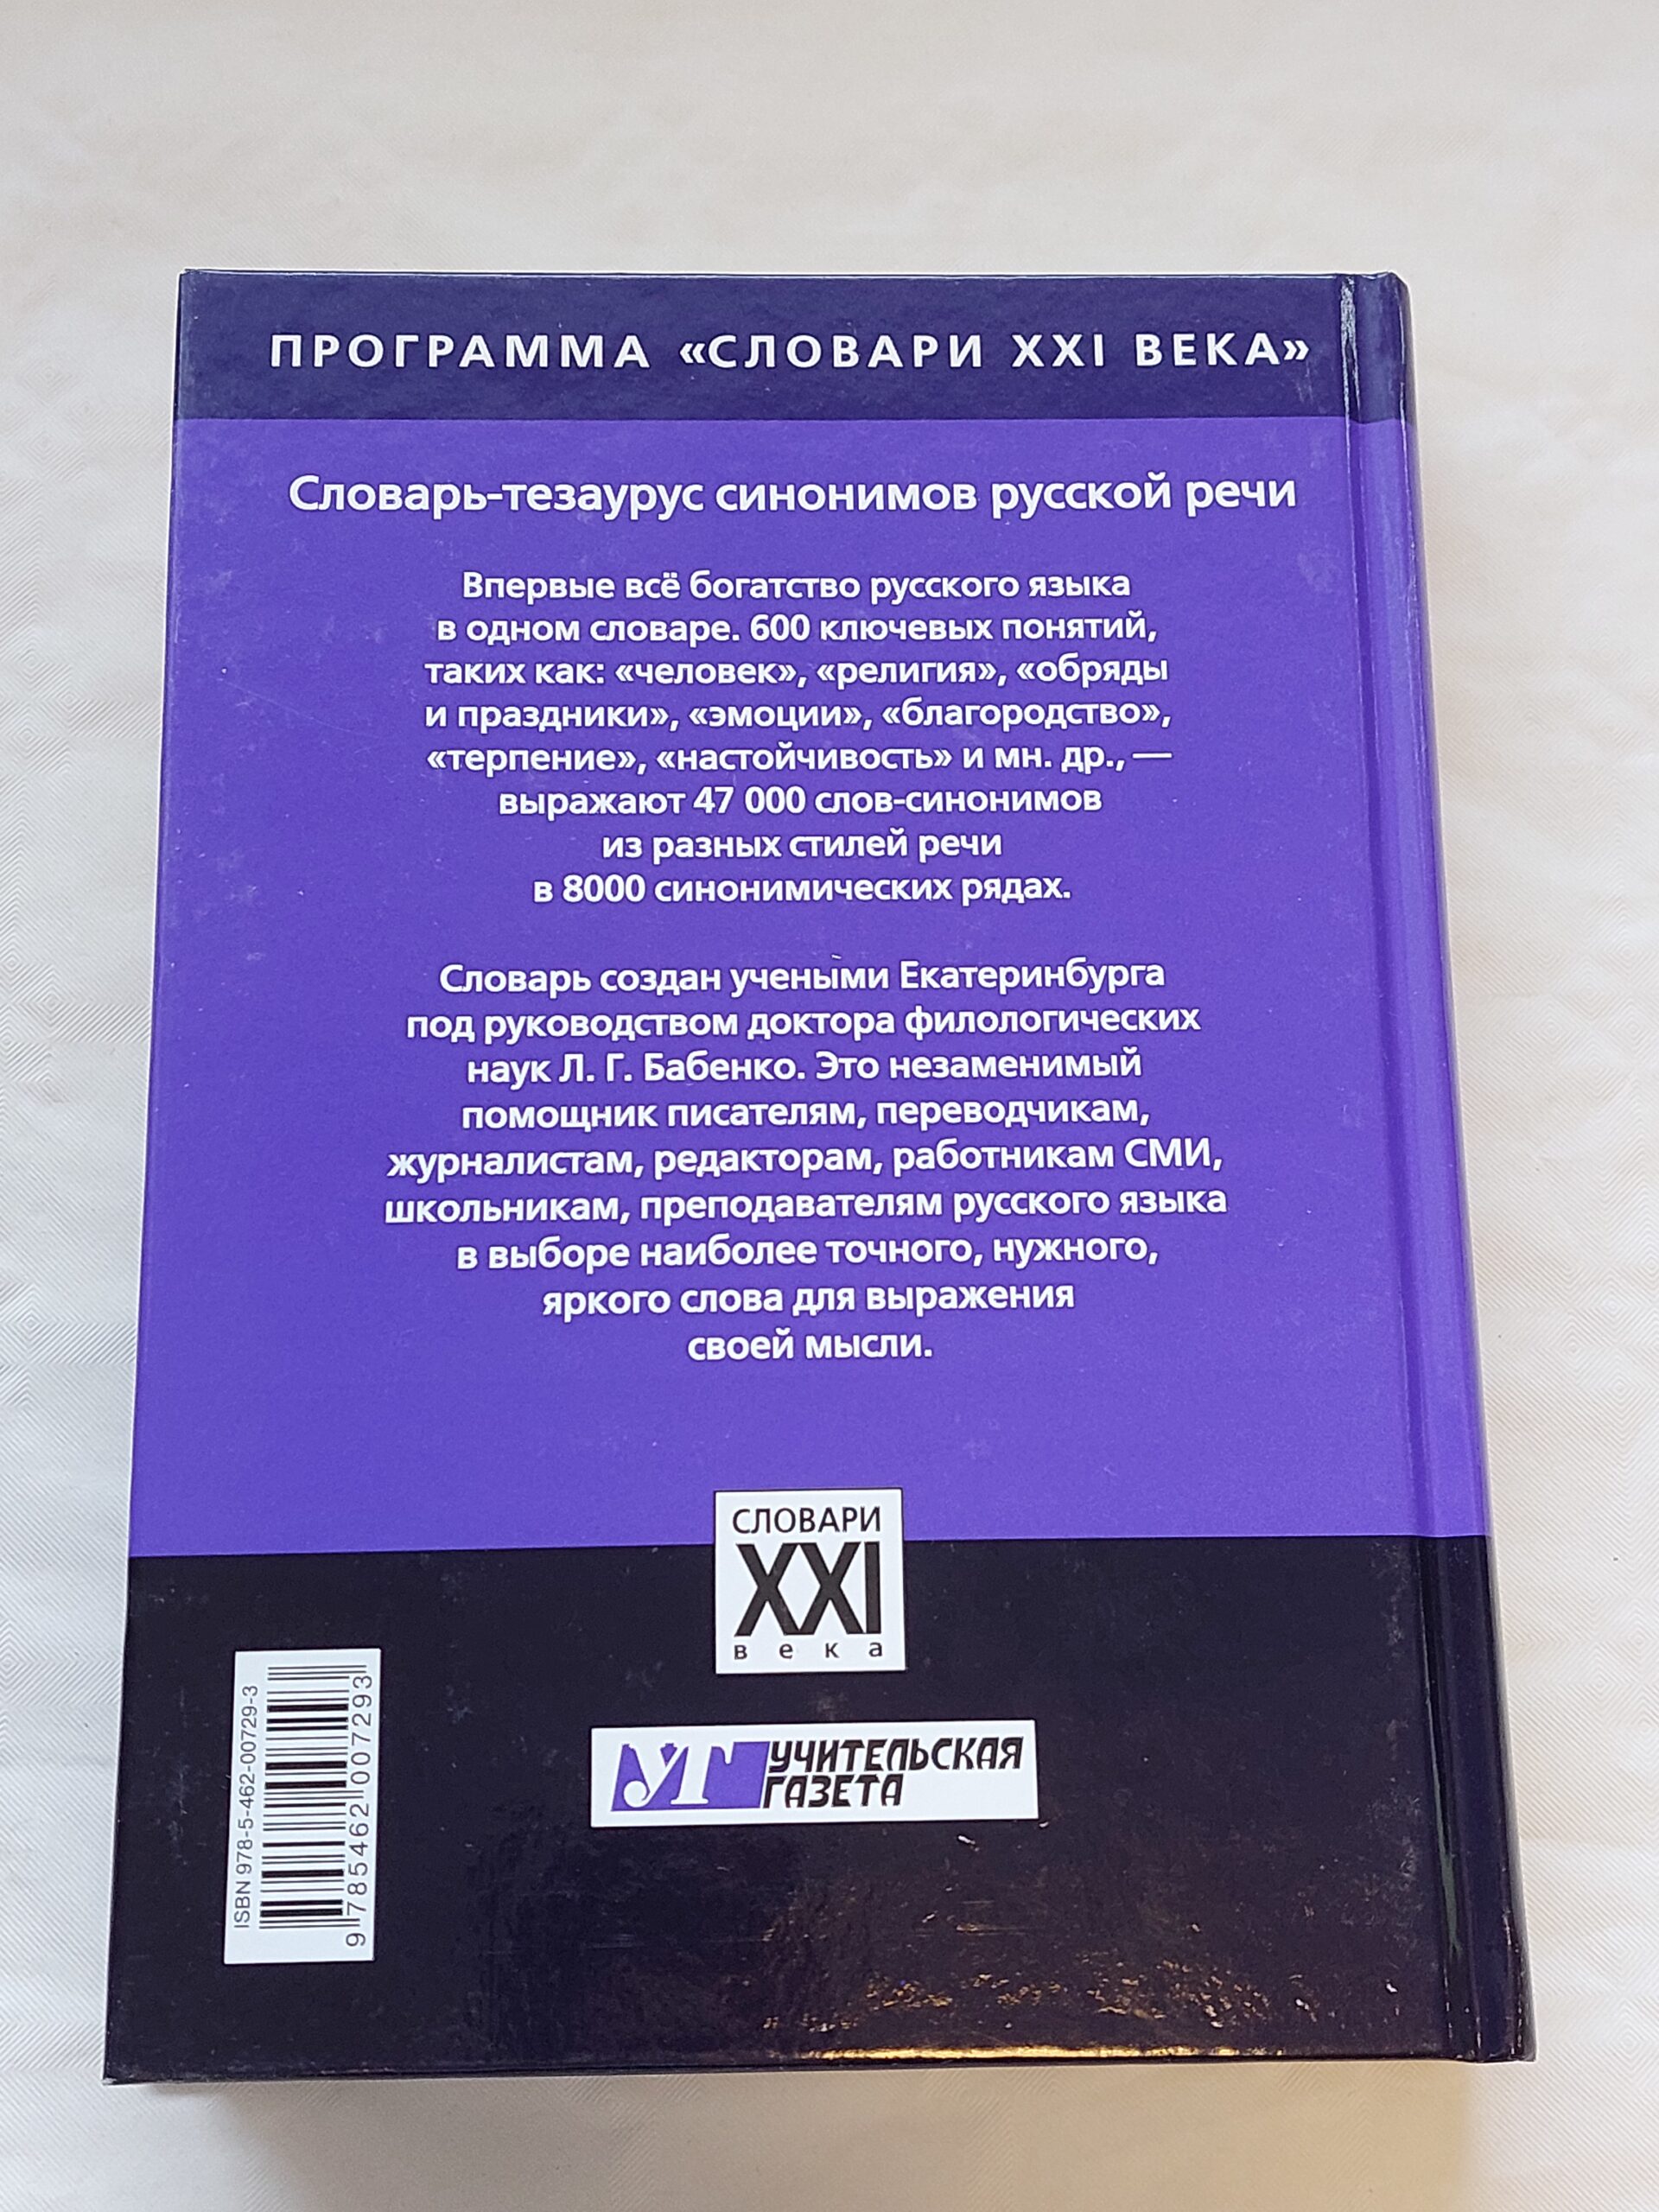 ПРОГРАММА «СЛОВАРИ XXI ВЕКА»
Словарь-тезаурус синонимов русской речи
Впервые всё богатство русского языка
в одном словаре. 600 ключевых понятий,
таких как: «человек», «религия», «обряды
и праздники», «эмоции», «благородство»,
«терпение», «настойчивость» и мн. др., —
выражают 47 000 слов-синонимов
из разных стилей речи
в 8000 синонимических рядах.
Словарь создан учеными Екатеринбурга
под руководством доктора филологических
наук Л. Г. Бабенко. Это незаменимый
помощник писателям, переводчикам,
журналистам, редакторам, работникам СМИ,
школьникам, преподавателям русского языка
в выборе наиболее точного, нужного,
яркого слова для выражения
своей мысли.
СЛОВАРИ
XXI
века
УГ УЧИТЕЛЬСКАЯ
ГАЗЕТА
ISBN 978-5-462-00729-3
9 785462 007293